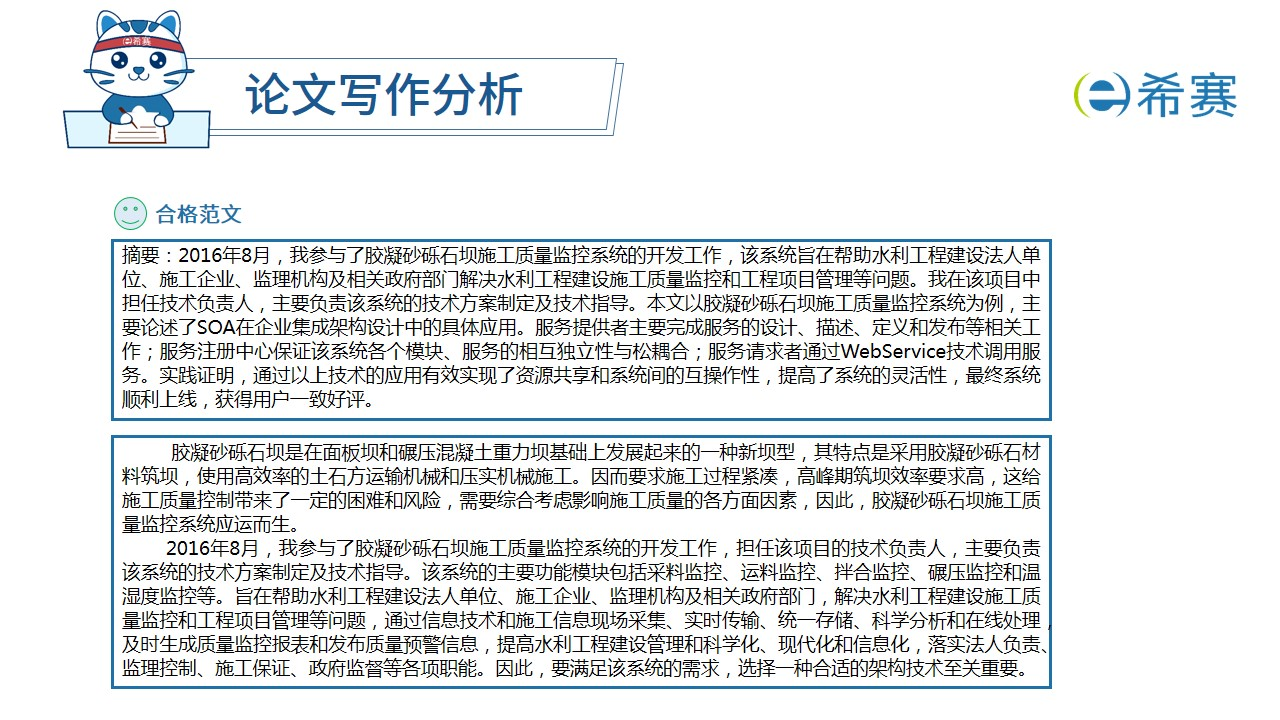 希赛
论文写作分析
希赛
合格范文
摘要：2016年8月，我参与了胶凝砂砾石坝施工质量监控系统的开发工作，该系统旨在帮助水利工程建设法人单
位、施工企业、监理机构及相关政府部门解决水利工程建设施工质量监控和工程项目管理等问题。我在该项目中
担任技术负责人，主要负责该系统的技术方案制定及技术指导。本文以胶凝砂砾石坝施工质量监控系统为例，主
要论述了SOA在企业集成架构设计中的具体应用。服务提供者主要完成服务的设计、描述、定义和发布等相关工
作；服务注册中心保证该系统各个模块、服务的相互独立性与松耦合；服务请求者通过WebService技术调用服
务。实践证明，通过以上技术的应用有效实现了资源共享和系统间的互操作性，提高了系统的灵活性，最终系统
顺利上线，获得用户一致好评。
胶凝砂砾石坝是在面板坝和碾压混凝土重力坝基础上发展起来的一种新坝型，其特点是采用胶凝砂砾石材
料筑坝，使用高效率的土石方运输机械和压实机械施工。因而要求施工过程紧凑，高峰期筑坝效率要求高，这给
施工质量控制带来了一定的困难和风险，需要综合考虑影响施工质量的各方面因素，因此，胶凝砂砾石坝施工质
量监控系统应运而生。
2016年8月，我参与了胶凝砂砾石坝施工质量监控系统的开发工作，担任该项目的技术负责人，主要负责
该系统的技术方案制定及技术指导。该系统的主要功能模块包括采料监控、运料监控、拌合监控、碾压监控和温
湿度监控等。旨在帮助水利工程建设法人单位、施工企业、监理机构及相关政府部门，解决水利工程建设施工质
量监控和工程项目管理等问题，通过信息技术和施工信息现场采集、实时传输、统一存储、科学分析和在线处理，
及时生成质量监控报表和发布质量预警信息，提高水利工程建设管理和科学化、现代化和信息化，落实法人负责、
监理控制、施工保证、政府监督等各项职能。因此，要满足该系统的需求，选择一种合适的架构技术至关重要。